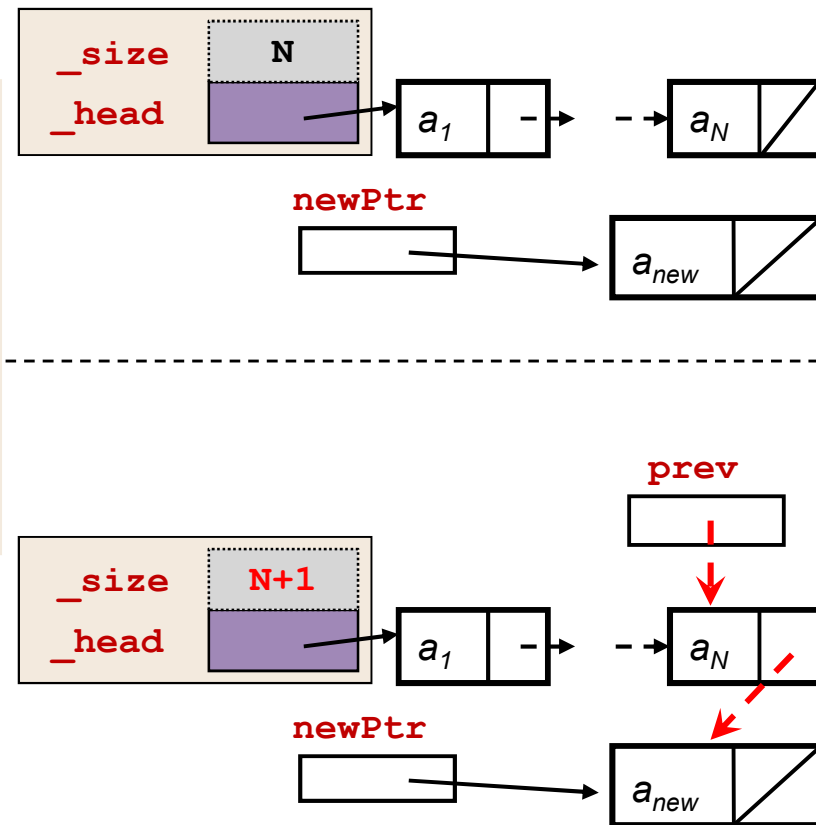 _size N
_head
a1 aN
newPtr
anew
prev
_size N+1
_head
a1 aN
newPtr
anew